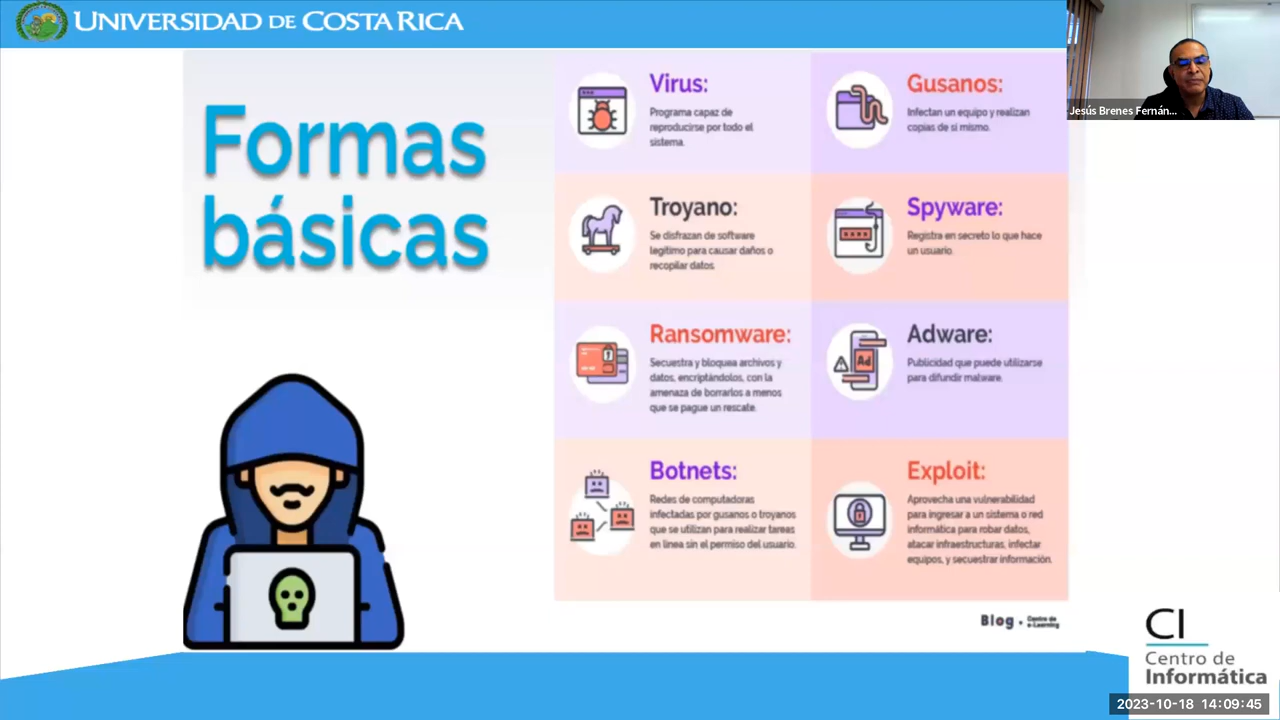 UNIVERSIDAD DE COSTA RICA
Jesús Brenes Fernán...
Formas
básicas
Virus:
Programa capaz de
reproducirse por todo el
sistema.
Gusanos:
Infectan un equipo y realizan
copias de sí mismo.
Troyano:
Se disfrazan de software
legítimo para causar daños o
recopilar datos.
Spyware:
Registra en secreto lo que hace
un usuario.
Ransomware:
Secuestra y bloquea archivos y
datos, encriptándolos, con la
amenaza de borrarlos a menos
que se pague un rescate.
Adware:
Ad
Publicidad que puede utilizarse
para difundir malware.
Botnets:
Redes de computadoras
infectadas por gusanos o troyanos
que se utilizan para realizar tareas
en línea sin el permiso del usuario.
Exploit:
Aprovecha una vulnerabilidad
para ingresar a un sistema o red
informática para robar datos,
atacar infraestructuras, infectar
equipos, y secuestrar información.
Blog • Centro de
e-Learning
CI
Centro de
Informática
2023-10-18 14:09:45